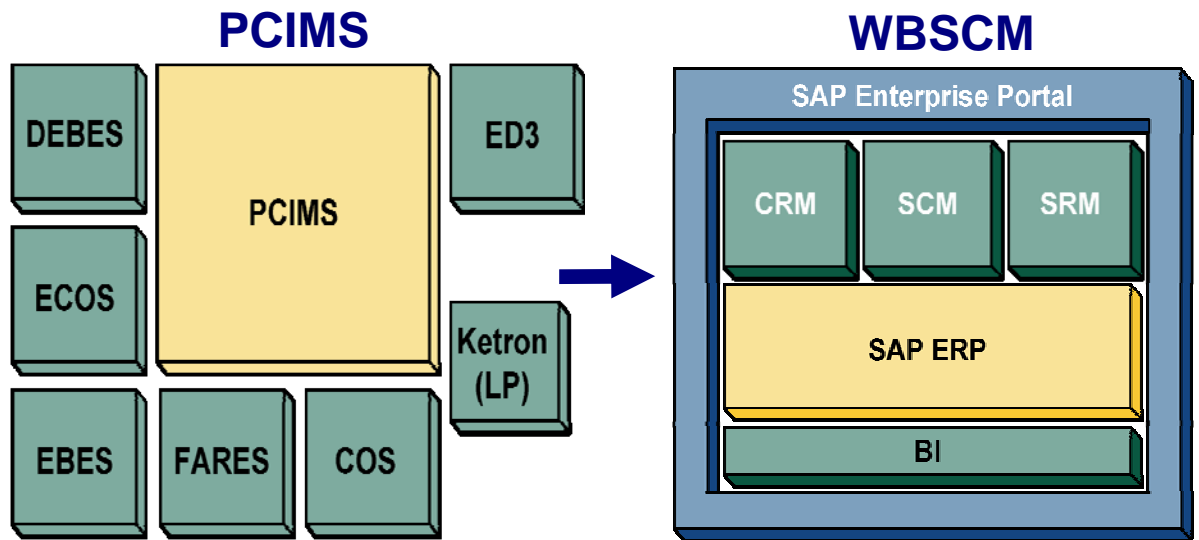 PCIMS
DEBES
PCIMS
ED3
ECOS
Ketron
(LP)
EBES
FARES
COS
WBSCM
SAP Enterprise Portal
CRM
SCM
SRM
SAP ERP
BI